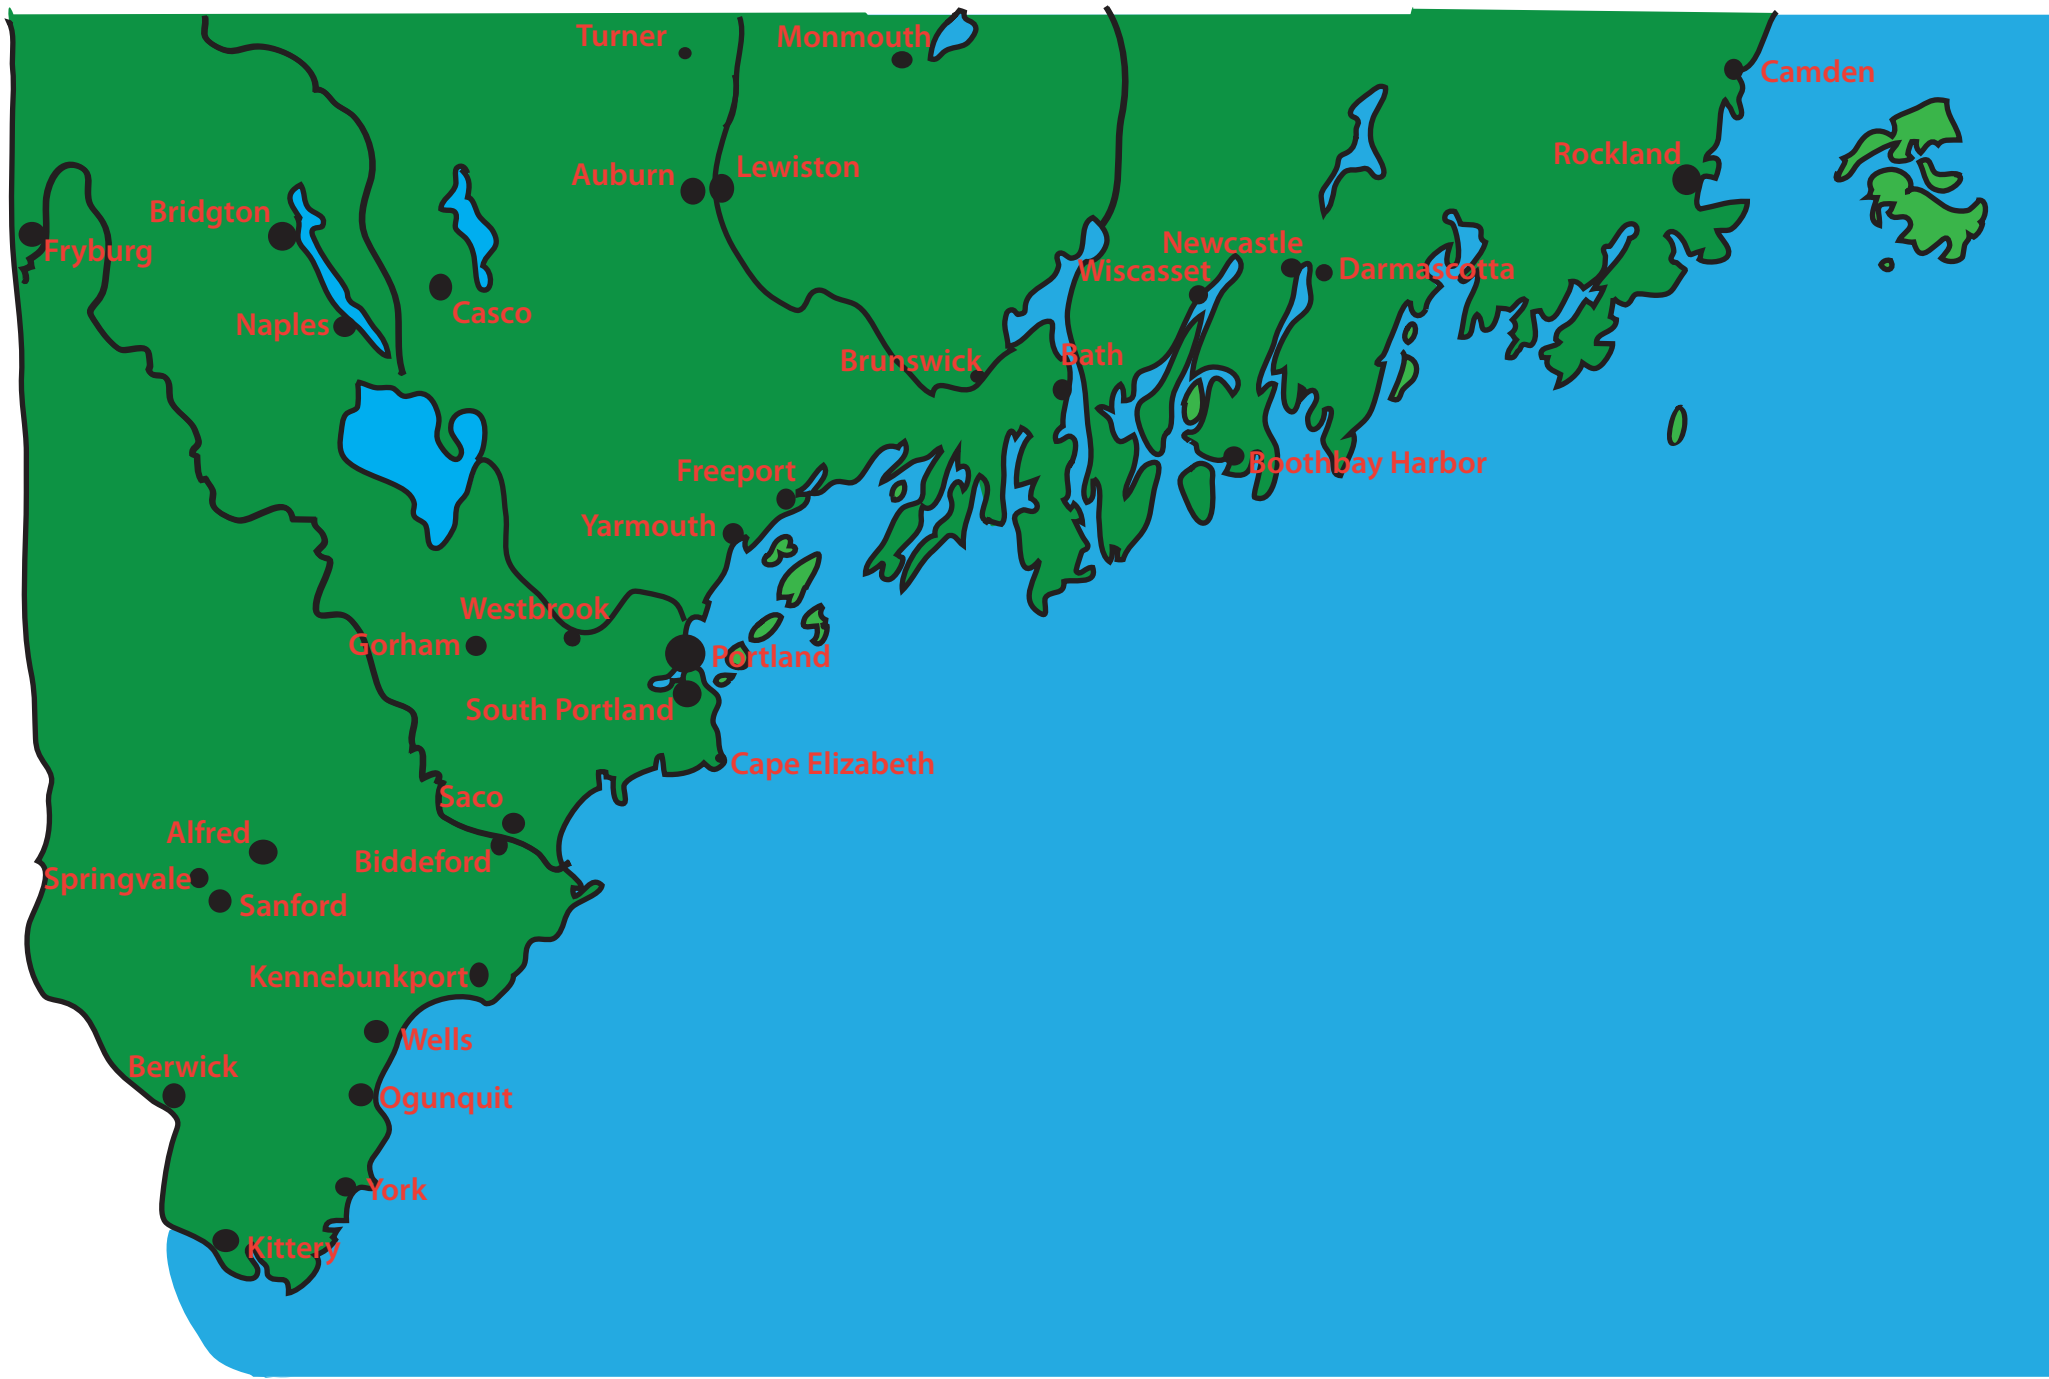 Turner
Monmouth
Camden
Rockland
Auburn
Lewiston
Bridgton
Fryburg
Newcastle
Wiscasset
Darmascotta
Casco
Naples
Brunswick
Bath
Freeport
Boothbay Harbor
Yarmouth
Westbrook
Gorham
Portland
South Portland
Cape Elizabeth
Saco
Alfred
Biddeford
Springvale
Sanford
Kennebunkport
Wells
Berwick
Ogunquit
York
Kittery